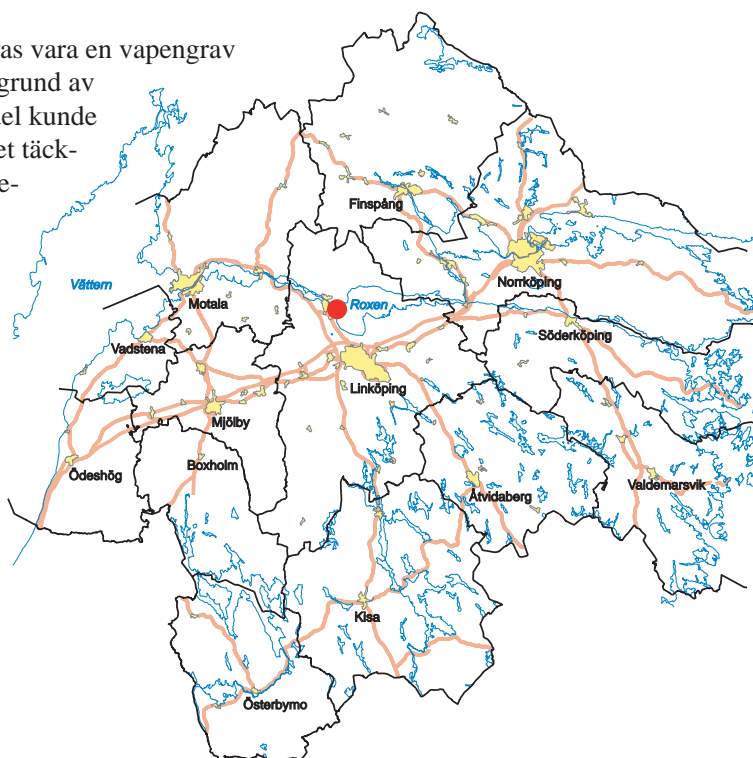 as vara en vapengrav
grund av
el kunde
et täck-
e-
Finspång
Vättern
Motala
Roxen
Norrköping
Söderköping
Vadstena
Linköping
Mjölby
Ödeshög
Boxholm
Åtvidaberg
Valdemarsvik
Kisa
Österbymo